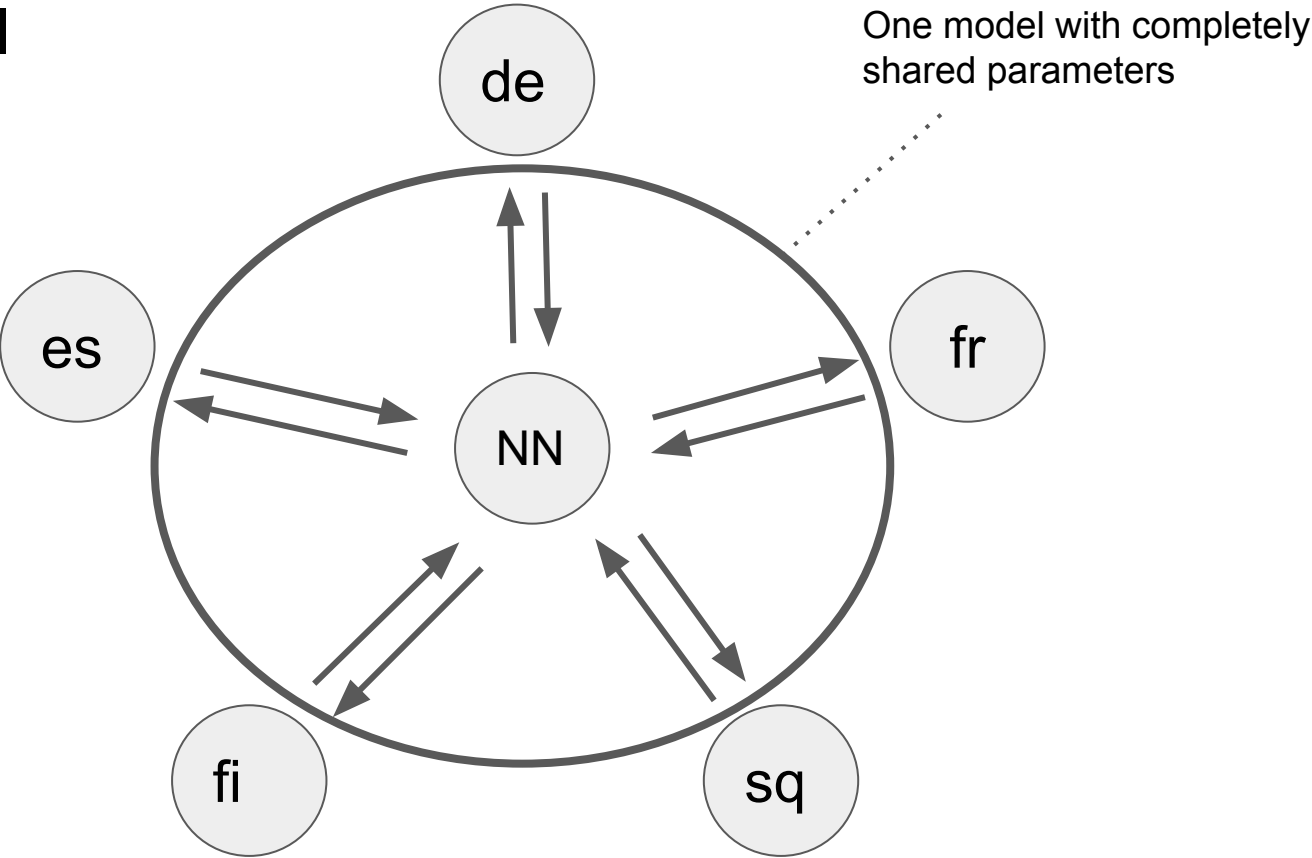 One model with completely
shared parameters
de
es
fr
NN
fi
sq